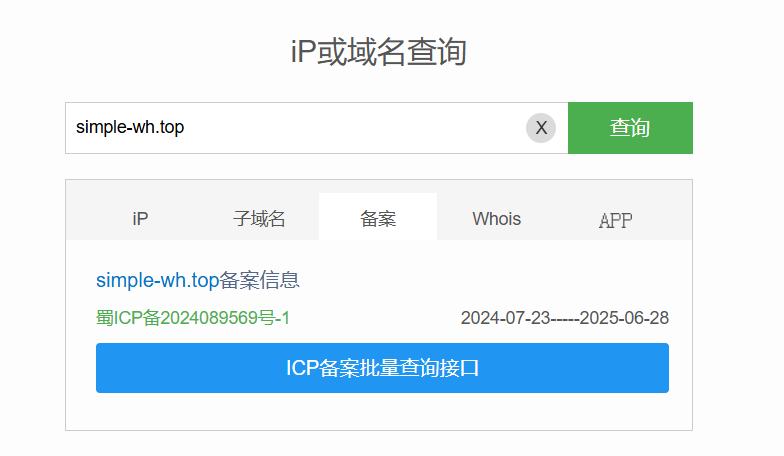 iP或域名查询
simple-wh.top X 查询
iP 子域名 备案 Whois APP
simple-wh.top备案信息
蜀ICP备2024089569号-1 2024-07-23-----2025-06-28
ICP备案批量查询接口